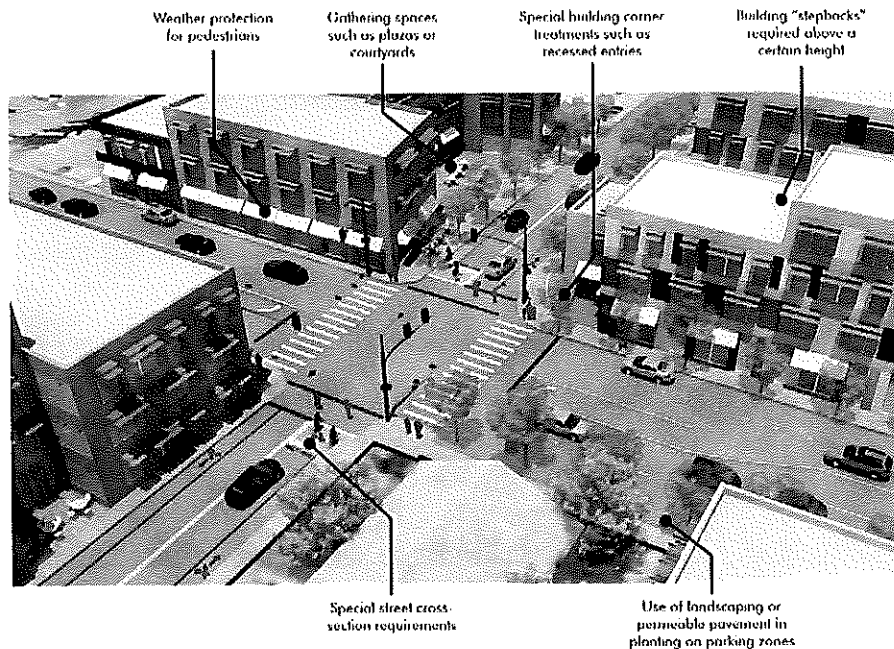 Weather protection
for pedestrians
Gathering spaces
such as plazas or
courtyards
Special building corner
treatments such as
recessed entries
Building “stepbacks”
required above a
certain height
Special street cross-
section requirements
Use of landscaping or
permeable pavement in
planting on parking zones